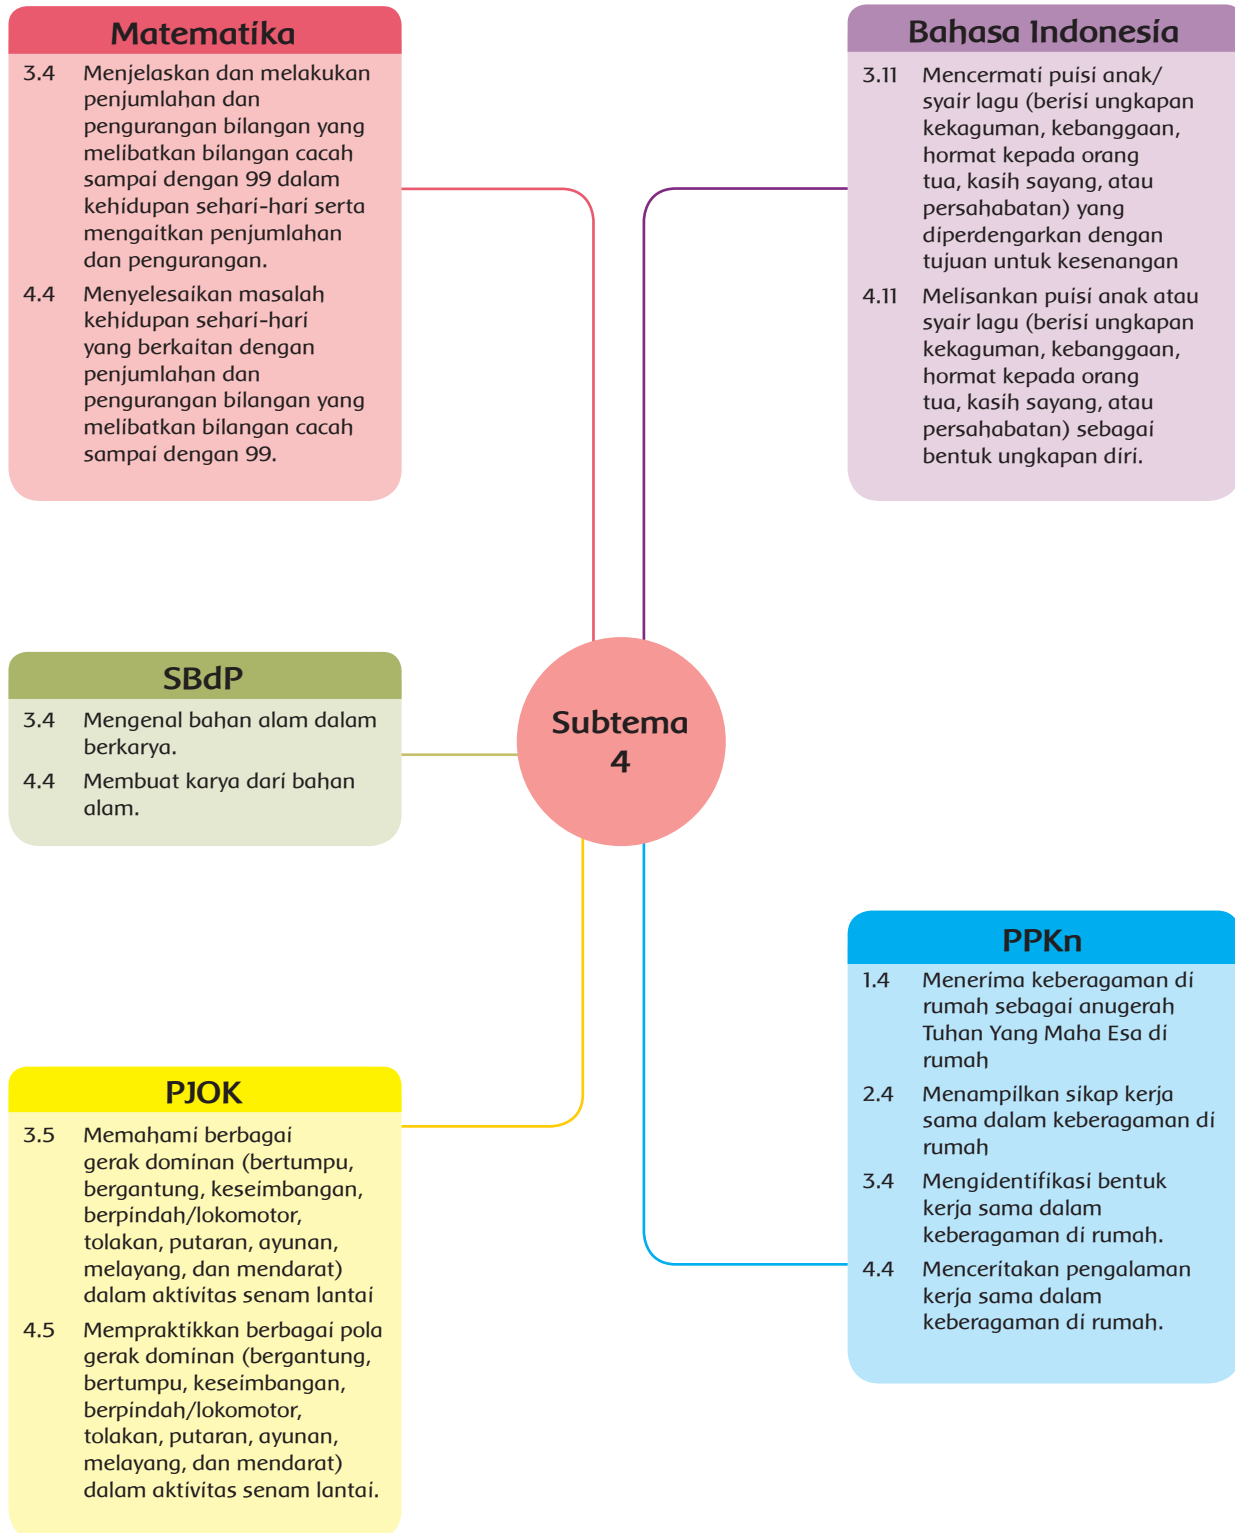 Matematika
3.4 Menjelaskan dan melakukan
penjumlahan dan
pengurangan bilangan yang
melibatkan bilangan cacah
sampai dengan 99 dalam
kehidupan sehari-hari serta
mengaitkan penjumlahan
dan pengurangan.
4.4 Menyelesaikan masalah
kehidupan sehari-hari
yang berkaitan dengan
penjumlahan dan
pengurangan bilangan yang
melibatkan bilangan cacah
sampai dengan 99.
Bahasa Indonesia
3.11 Mencermati puisi anak/
syair lagu (berisi ungkapan
kekaguman, kebanggaan,
hormat kepada orang
tua, kasih sayang, atau
persahabatan) yang
diperdengarkan dengan
tujuan untuk kesenangan
4.11 Melisankan puisi anak atau
syair lagu (berisi ungkapan
kekaguman, kebanggaan,
hormat kepada orang
tua, kasih sayang, atau
persahabatan) sebagai
bentuk ungkapan diri.
SBdP
3.4 Mengenal bahan alam dalam
berkarya.
4.4 Membuat karya dari bahan
alam.
Subtema
4
PJOK
3.5 Memahami berbagai
gerak dominan (bertumpu,
bergantung, keseimbangan,
berpindah/lokomotor,
tolakan, putaran, ayunan,
melayang, dan mendarat)
dalam aktivitas senam lantai
4.5 Mempraktikkan berbagai pola
gerak dominan (bergantung,
bertumpu, keseimbangan,
berpindah/lokomotor,
tolakan, putaran, ayunan,
melayang, dan mendarat)
dalam aktivitas senam lantai.
PPKn
1.4 Menerima keberagaman di
rumah sebagai anugerah
Tuhan Yang Maha Esa di
rumah
2.4 Menampilkan sikap kerja
sama dalam keberagaman di
rumah
3.4 Mengidentifikasi bentuk
kerja sama dalam
keberagaman di rumah.
4.4 Menceritakan pengalaman
kerja sama dalam
keberagaman di rumah.